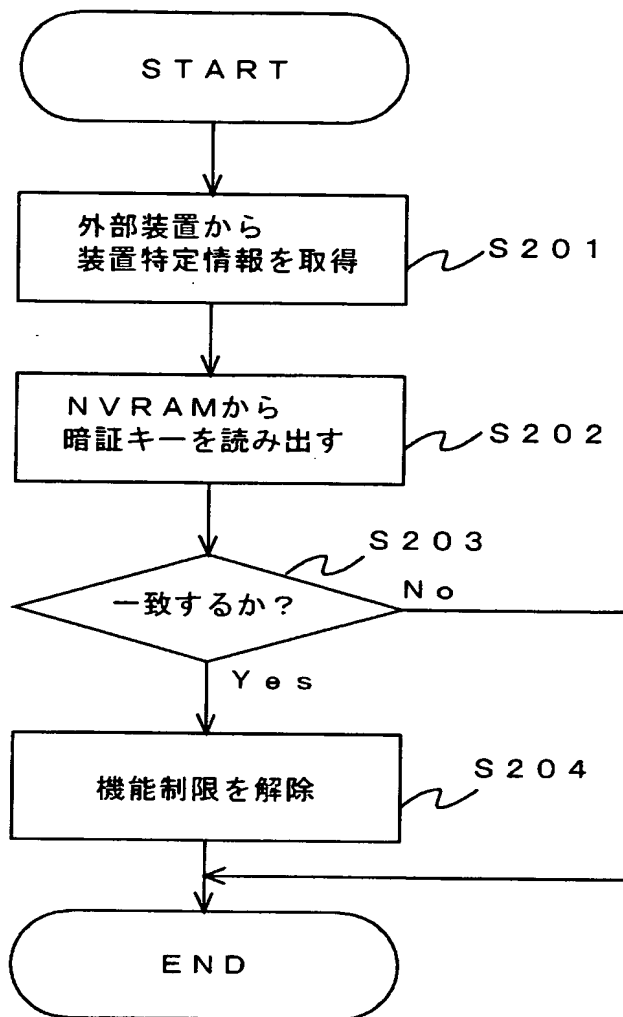 START
外部装置から
装置特定情報を取得
S201
NVRAMから
暗証キーを読み出す
S202
S203
一致するか?
No
Yes
機能制限を解除
S204
END